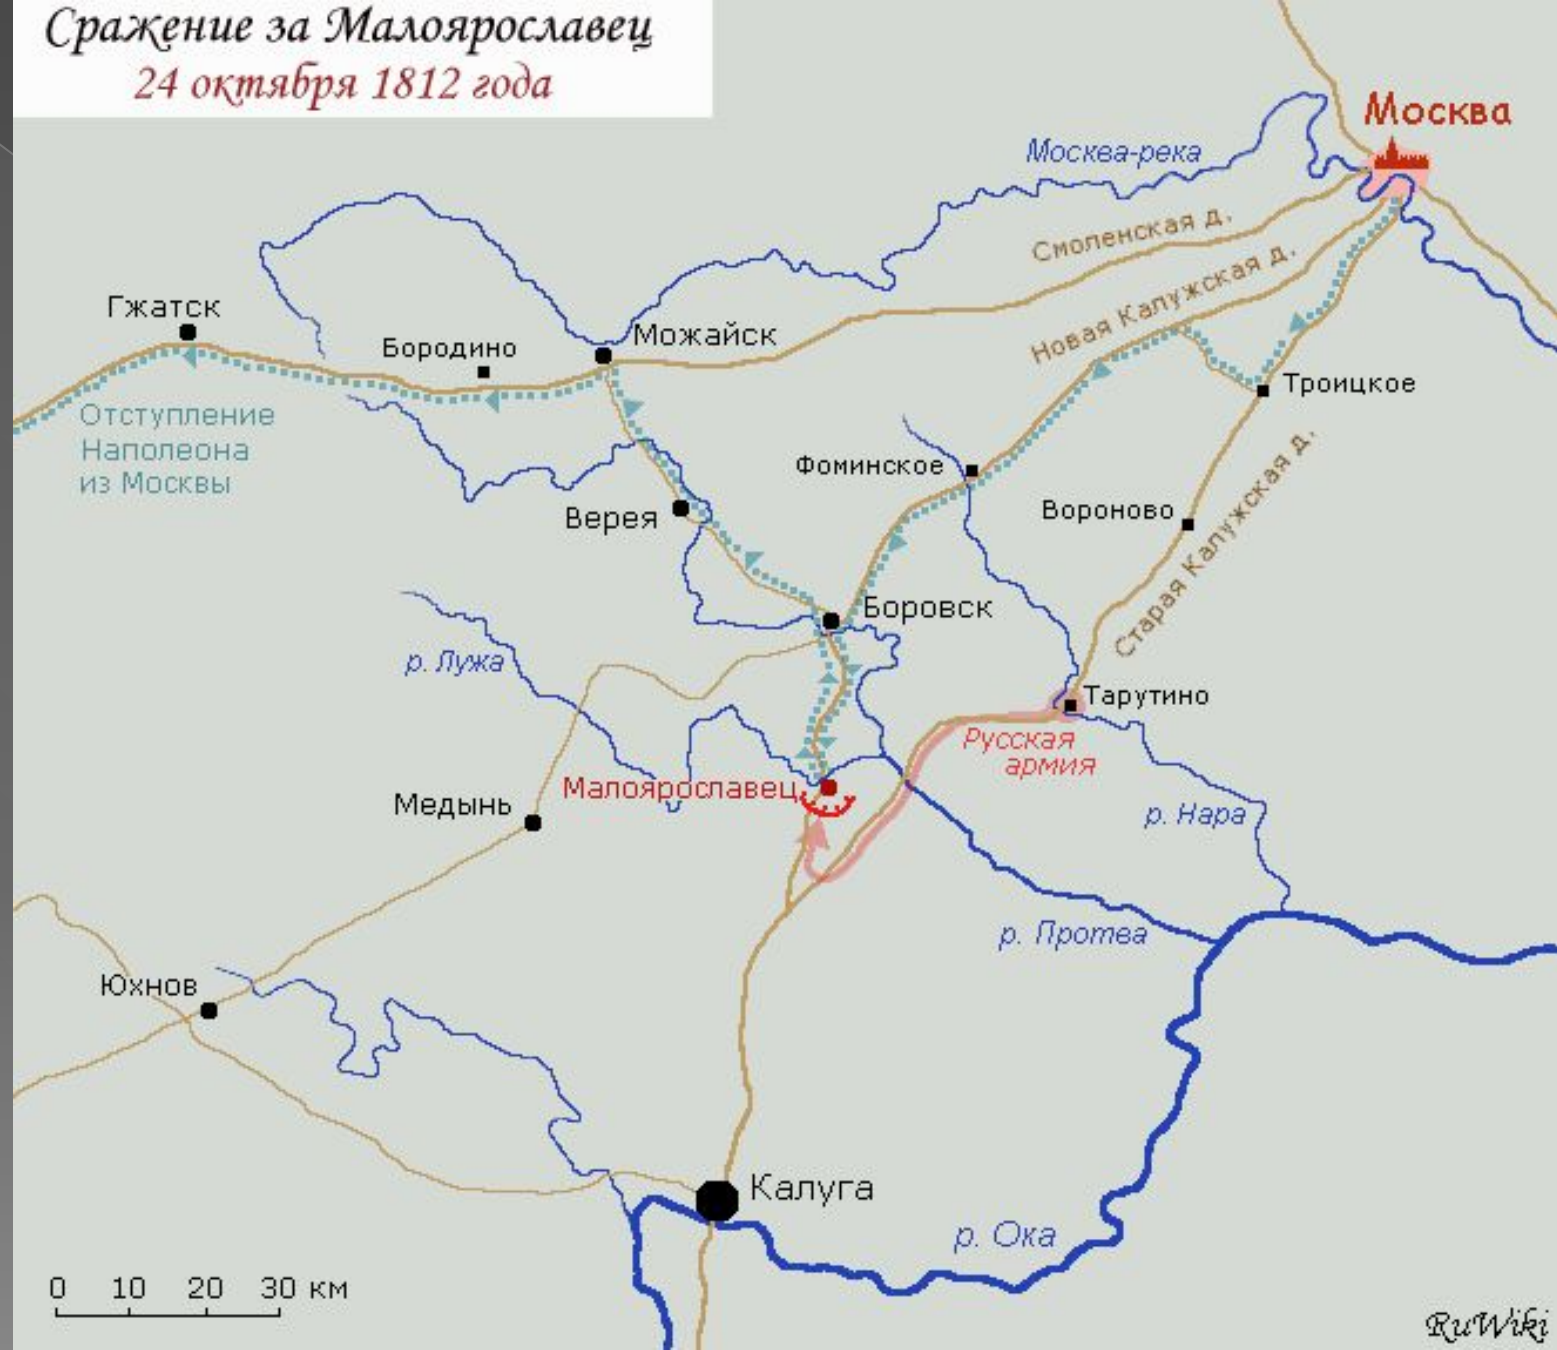 Сражение за Малоярославец
24 октября 1812 года
Москва
Москва-река
Смоленская д.
Новая Калужская д.
Гжатск
Бородино
Можайск
Троицкое
Отступление
Наполеона
из Москвы
Фоминское
Верея
Вороново
Старая Калужская д.
Боровск
р. Лужа
Тарутино
Русская
армия
Малоярославец
Медынь
р. Нара
р. Протва
Юхнов
Калуга
р. Ока
0 10 20 30 км
RuWiki